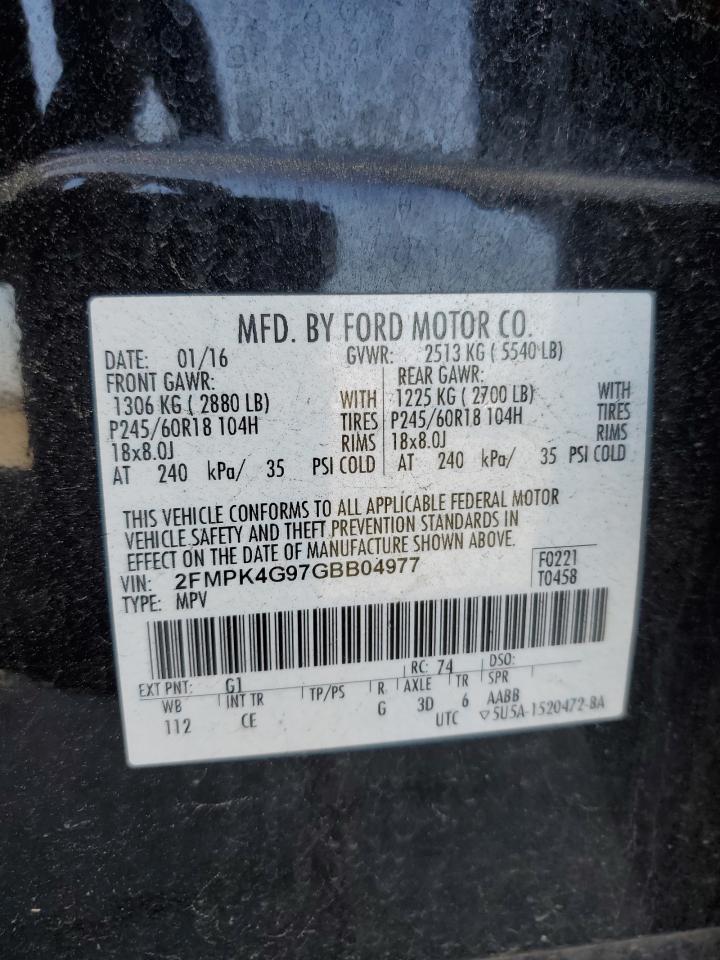 MFD. BY FORD MOTOR CO.
DATE: 01/16 GVWR: 2513 KG ( 5540 LB)
FRONT GAWR: REAR GAWR:
1306 KG ( 2880 LB) WITH 1225 KG ( 2700 LB) WITH
P245/60R18 104H TIRES P245/60R18 104H TIRES
18x8.0J RIMS 18x8.0J RIMS
AT 240 kPa/ 35 PSI COLD AT 240 kPa/ 35 PSI COLD
THIS VEHICLE CONFORMS TO ALL APPLICABLE FEDERAL MOTOR
VEHICLE SAFETY AND THEFT PREVENTION STANDARDS IN
EFFECT ON THE DATE OF MANUFACTURE SHOWN ABOVE.
VIN: 2FMPK4G97GBB04977 F0221
TYPE: MPV T0458
EXT PNT: G1 RC: 74 DSO:
WB INT TR TP/PS R AXLE TR SPR
112 CE G 3D 6 AABB
UTC ▽5U5A-1520472-BA